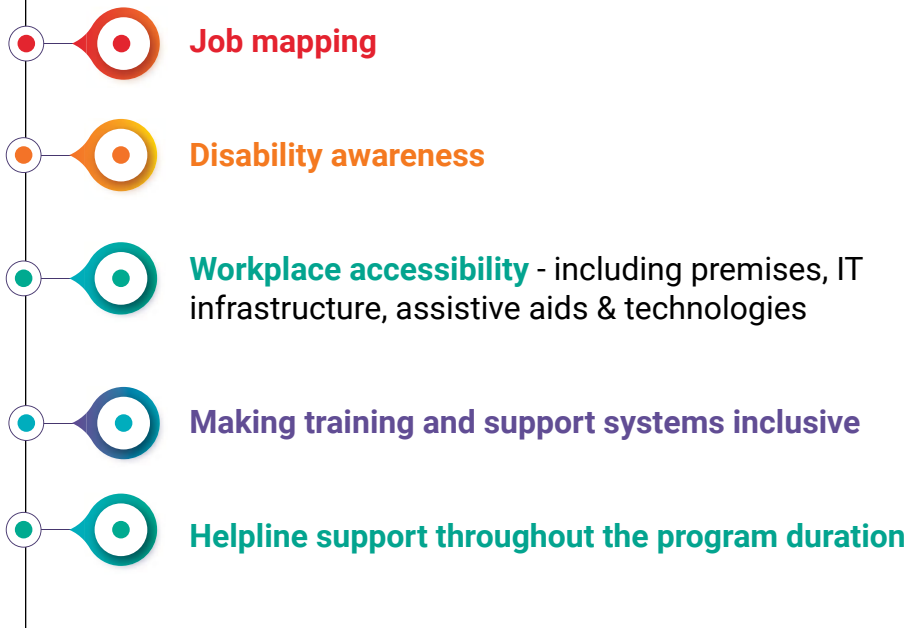 Job mapping
Disability awareness
Workplace accessibility - including premises, IT
infrastructure, assistive aids & technologies
Making training and support systems inclusive
Helpline support throughout the program duration